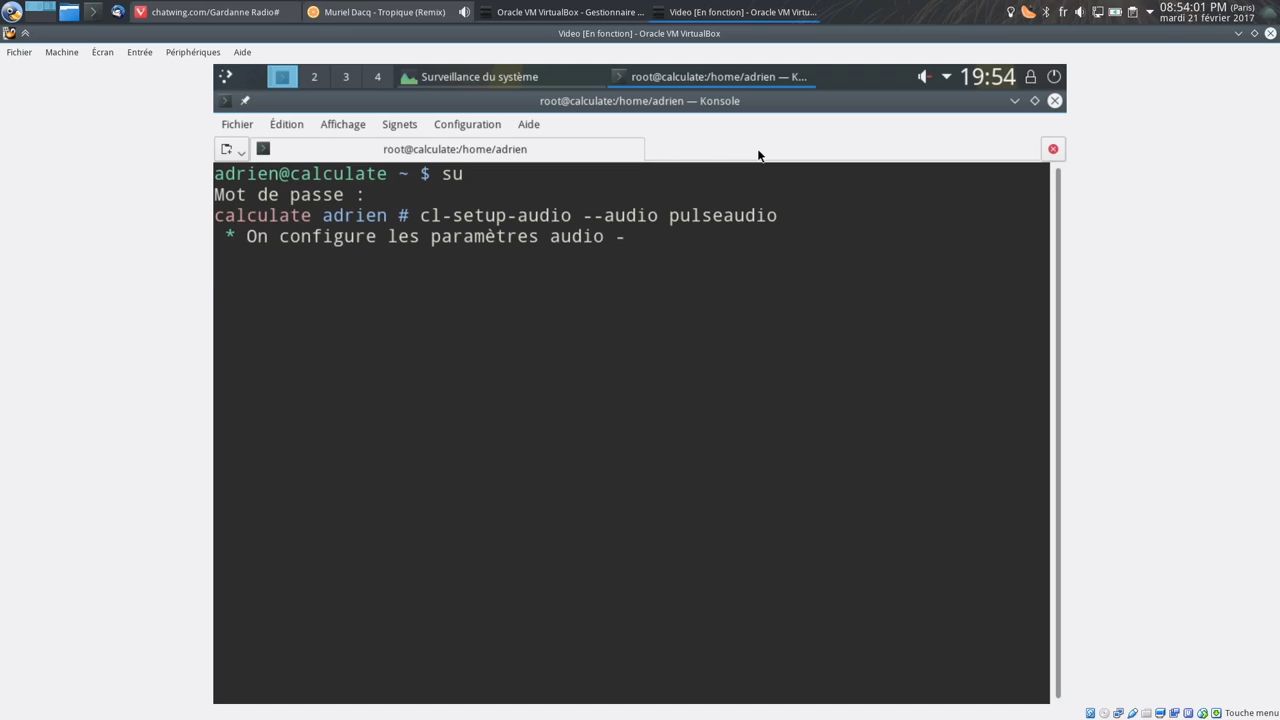 chatwing.com/Gardanne Radio#
Muriel Dacq - Tropique (Remix)
Oracle VM VirtualBox - Gestionnaire ...
Video [En fonction] - Oracle VM Virtu...
fr
08:54:01 PM (Paris)
mardi 21 février 2017
Video [En fonction] - Oracle VM VirtualBox
Fichier Machine Écran Entrée Périphériques Aide
2 3 4 Surveillance du système root@calculate:/home/adrien — K... 19:54
root@calculate:/home/adrien — Konsole
Fichier Édition Affichage Signets Configuration Aide
root@calculate:/home/adrien
adrien@calculate ~ $ su
Mot de passe :
calculate adrien # cl-setup-audio --audio pulseaudio
* On configure les paramètres audio -
Touche menu